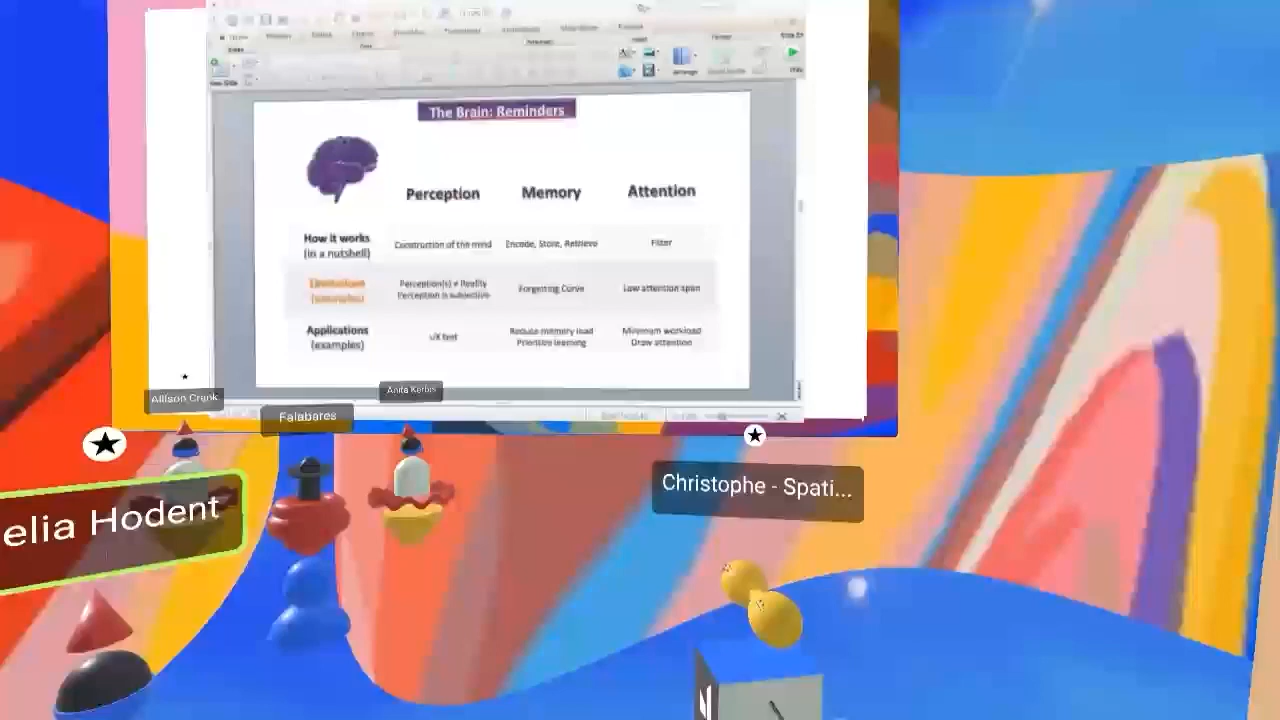 The Brain: Reminders
Perception Memory Attention
How it works
(in a nutshell)
Construction of the mind
Encode, Store, Retrieve
Filter
Limitations
(examples)
Perception(s) ≠ Reality
Perception is subjective
Forgetting Curve
Low attention span
Applications
(examples)
UX test
Reduce memory load
Prioritize learning
Minimum workload
Draw attention
Allison Crank
Falabares
Anita Kerbis
elia Hodent
Christophe - Spati...